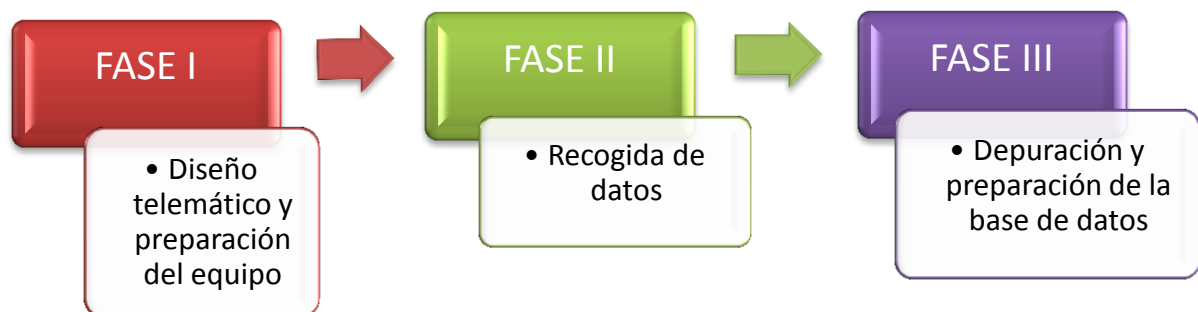 FASE I
• Diseño
telemático y
preparación
del equipo
FASE II
• Recogida de
datos
FASE III
• Depuración y
preparación de la
base de datos